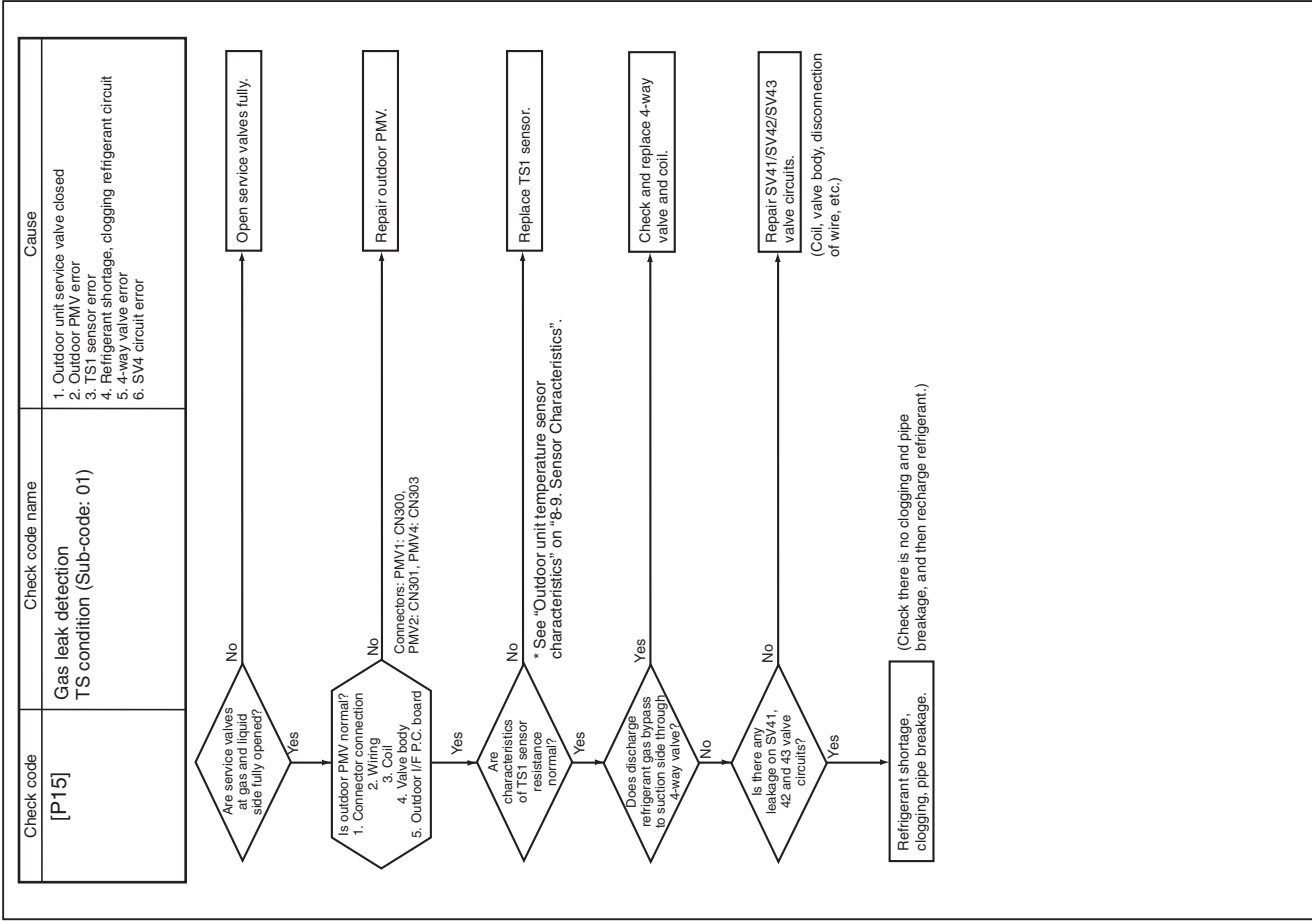 Check code
Check code name
Cause
[P15]
Gas leak detection
TS condition (Sub-code: 01)
1. Outdoor unit service valve closed
2. Outdoor PMV error
3. TS1 sensor error
4. Refrigerant shortage, clogging refrigerant circuit
5. 4-way valve error
6. SV4 circuit error
Are service valves
at gas and liquid
side fully opened?
No
Open service valves fully.
Yes
Is outdoor PMV normal?
1. Connector connection
2. Wiring
3. Coil
4. Valve body
5. Outdoor I/F P.C. board
No
Repair outdoor PMV.
Connectors: PMV1: CN300,
PMV2: CN301, PMV4: CN303
Yes
Are
characteristics
of TS1 sensor
resistance
normal?
No
Replace TS1 sensor.
* See “Outdoor unit temperature sensor
characteristics” on “8-9. Sensor Characteristics”.
Yes
Does discharge
refrigerant gas bypass
to suction side through
4-way valve?
Yes
Check and replace 4-way
valve and coil.
No
Is there any
leakage on SV41,
42 and 43 valve
circuits?
No
Repair SV41/SV42/SV43
valve circuits.
(Coil, valve body, disconnection
of wire, etc.)
Yes
Refrigerant shortage,
clogging, pipe breakage.
(Check there is no clogging and pipe
breakage, and then recharge refrigerant.)